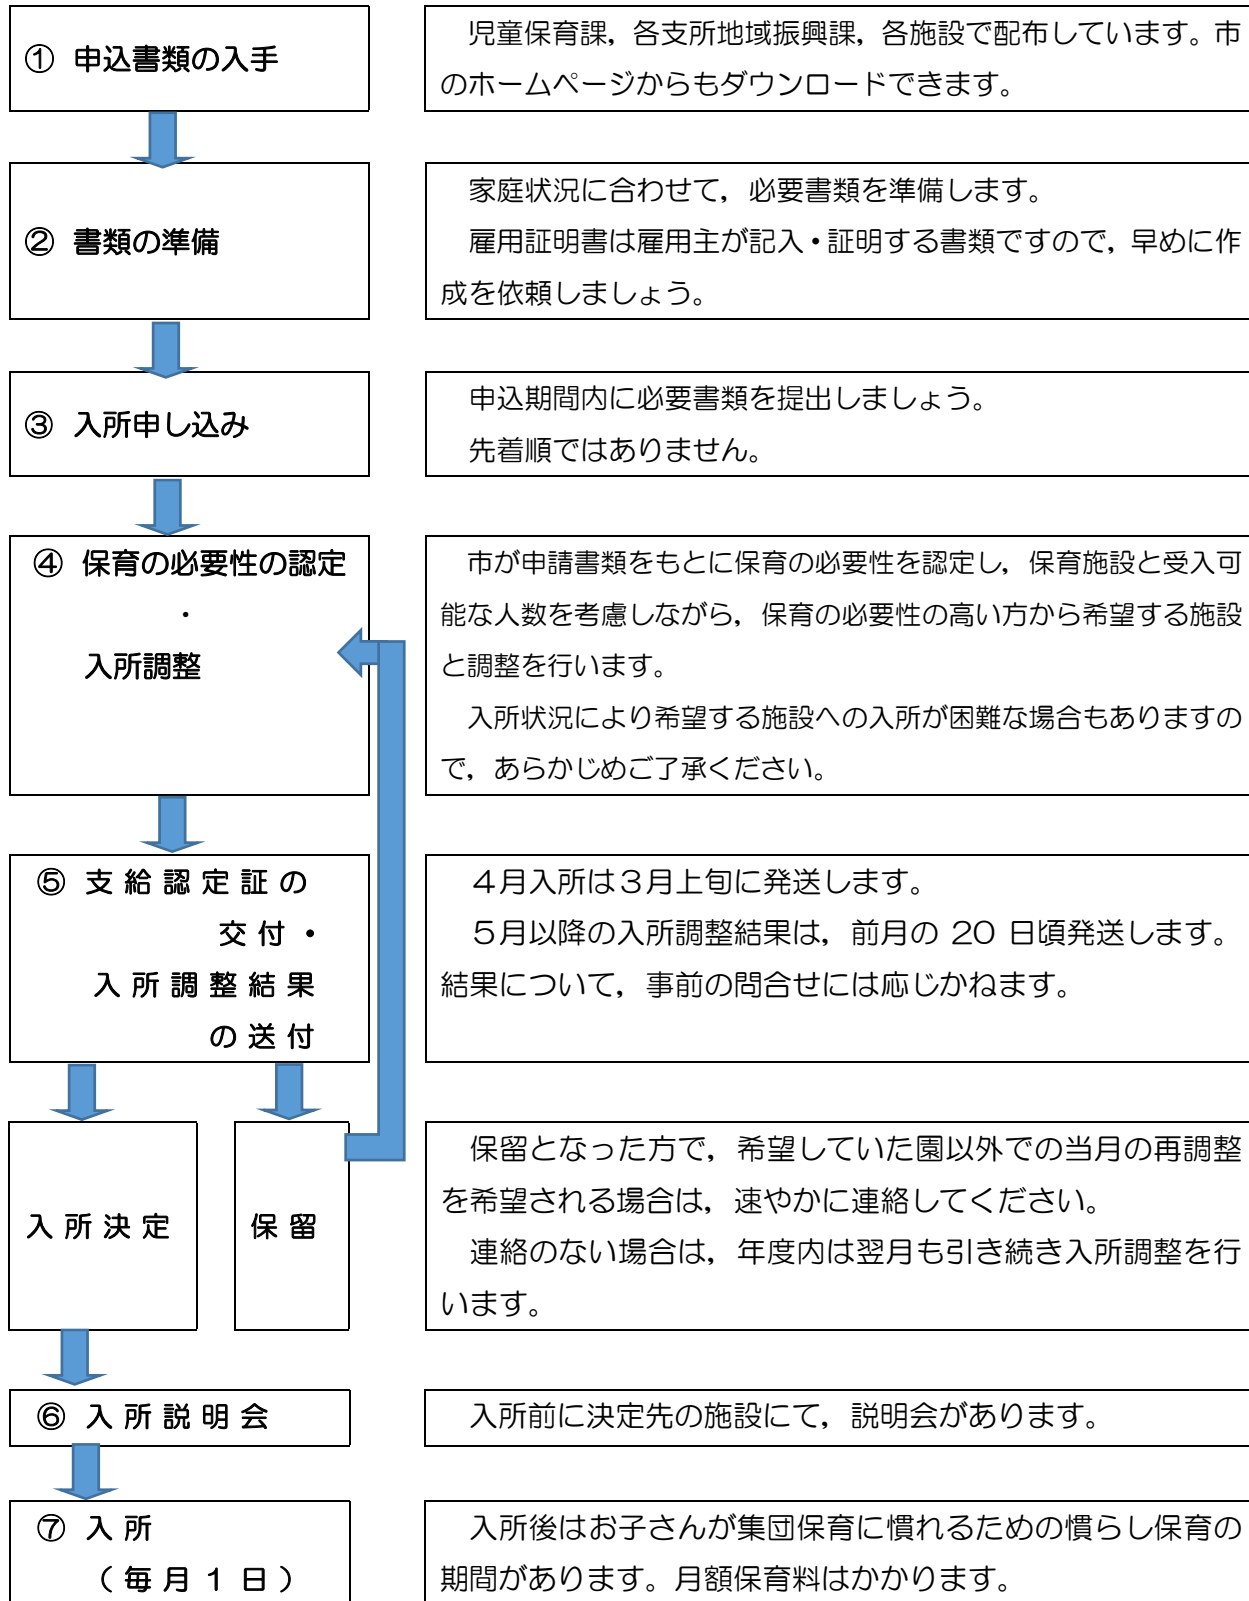 ① 申込書類の入手
児童保育課，各支所地域振興課，各施設で配布しています。市
のホームページからもダウンロードできます。
② 書類の準備
家庭状況に合わせて，必要書類を準備します。
雇用証明書は雇用主が記入・証明する書類ですので，早めに作
成を依頼しましょう。
③ 入所申し込み
申込期間内に必要書類を提出しましょう。
先着順ではありません。
④ 保育の必要性の認定
・
入所調整
市が申請書類をもとに保育の必要性を認定し，保育施設と受入可
能な人数を考慮しながら，保育の必要性の高い方から希望する施設
と調整を行います。
入所状況により希望する施設への入所が困難な場合もありますの
で，あらかじめご了承ください。
⑤ 支給認定証の
交付・
入所調整結果
の送付
４月入所は３月上旬に発送します。
５月以降の入所調整結果は，前月の 20 日頃発送します。
結果について，事前の問合せには応じかねます。
入所決定
保留
保留となった方で，希望していた園以外での当月の再調整
を希望される場合は，速やかに連絡してください。
連絡のない場合は，年度内は翌月も引き続き入所調整を行
います。
⑥ 入所説明会
入所前に決定先の施設にて，説明会があります。
⑦ 入所
（毎月１日）
入所後はお子さんが集団保育に慣れるための慣らし保育の
期間があります。月額保育料はかかります。